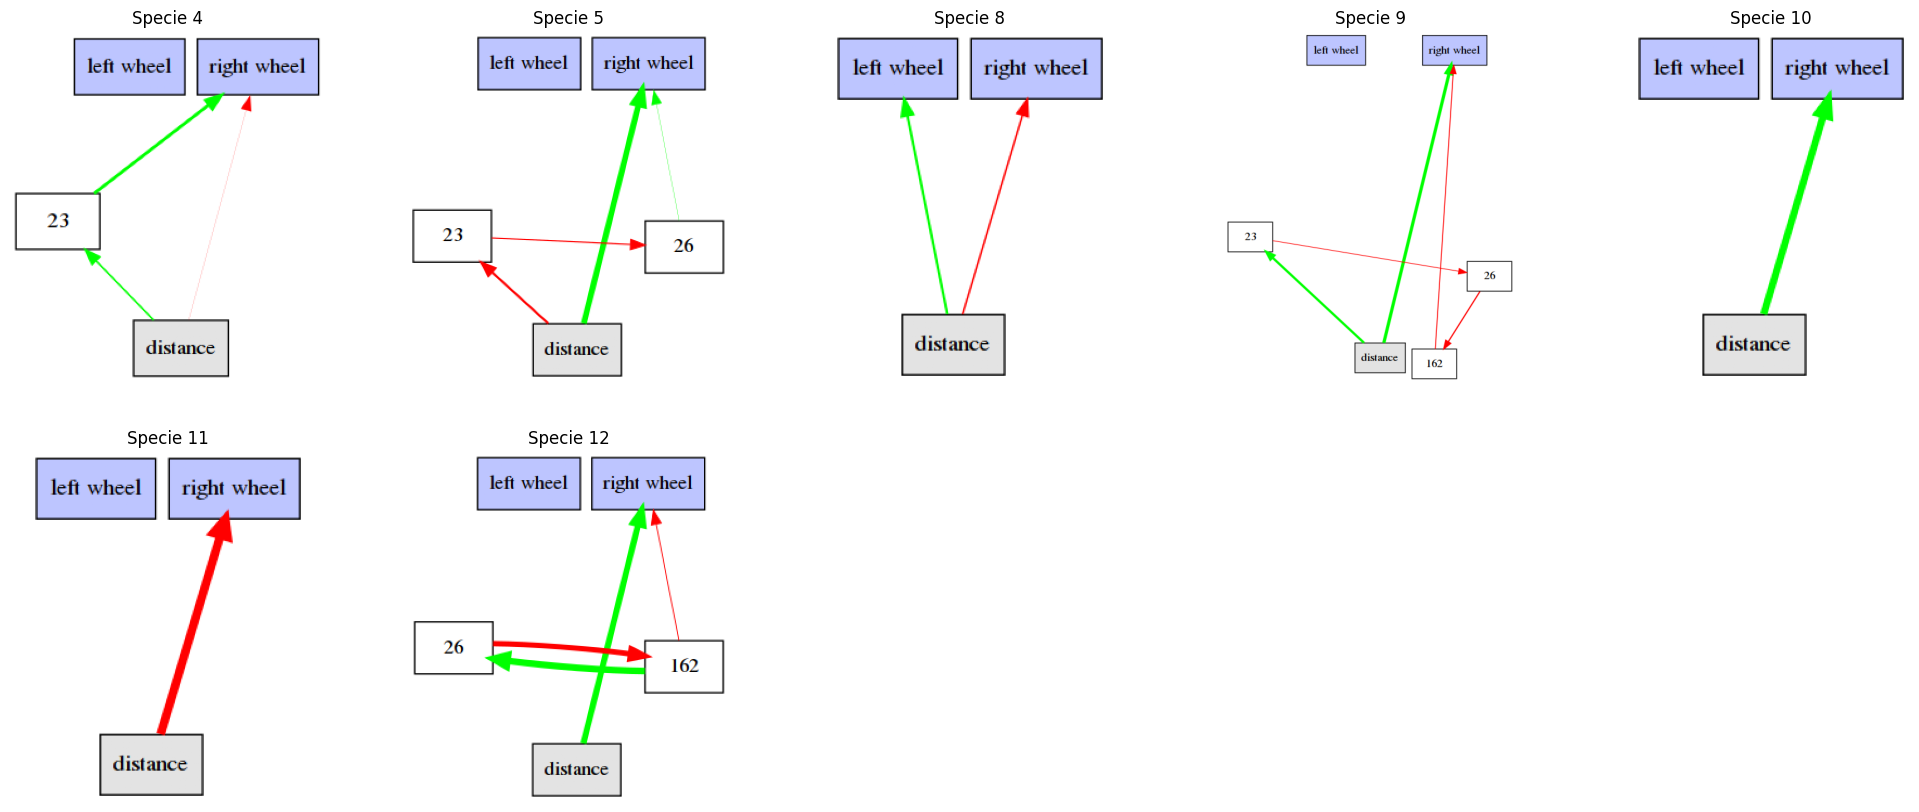 Specie 4
left wheel
right wheel
23
distance
Specie 5
left wheel
right wheel
23
26
distance
Specie 8
left wheel
right wheel
distance
Specie 9
left wheel
right wheel
23
26
distance
162
Specie 10
left wheel
right wheel
distance
Specie 11
left wheel
right wheel
distance
Specie 12
left wheel
right wheel
26
162
distance